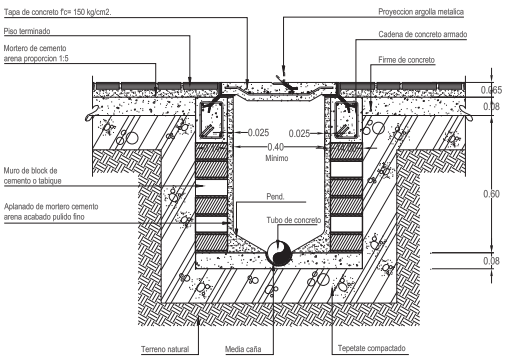 Tapa de concreto f'c= 150 kg/cm2.
Proyeccion argolla metalica
Piso terminado
Cadena de concreto armado
Mortero de cemento
arena proporcion 1:5
Firme de concreto
0.065
0.08
0.025
0.025
0.40
Minimo
Muro de block de
cemento o tabique
Pend.
0.60
Aplanado de mortero cemento
arena acabado pulido fino
Tubo de concreto
0.08
Terreno natural
Media caña
Tepetate compactado